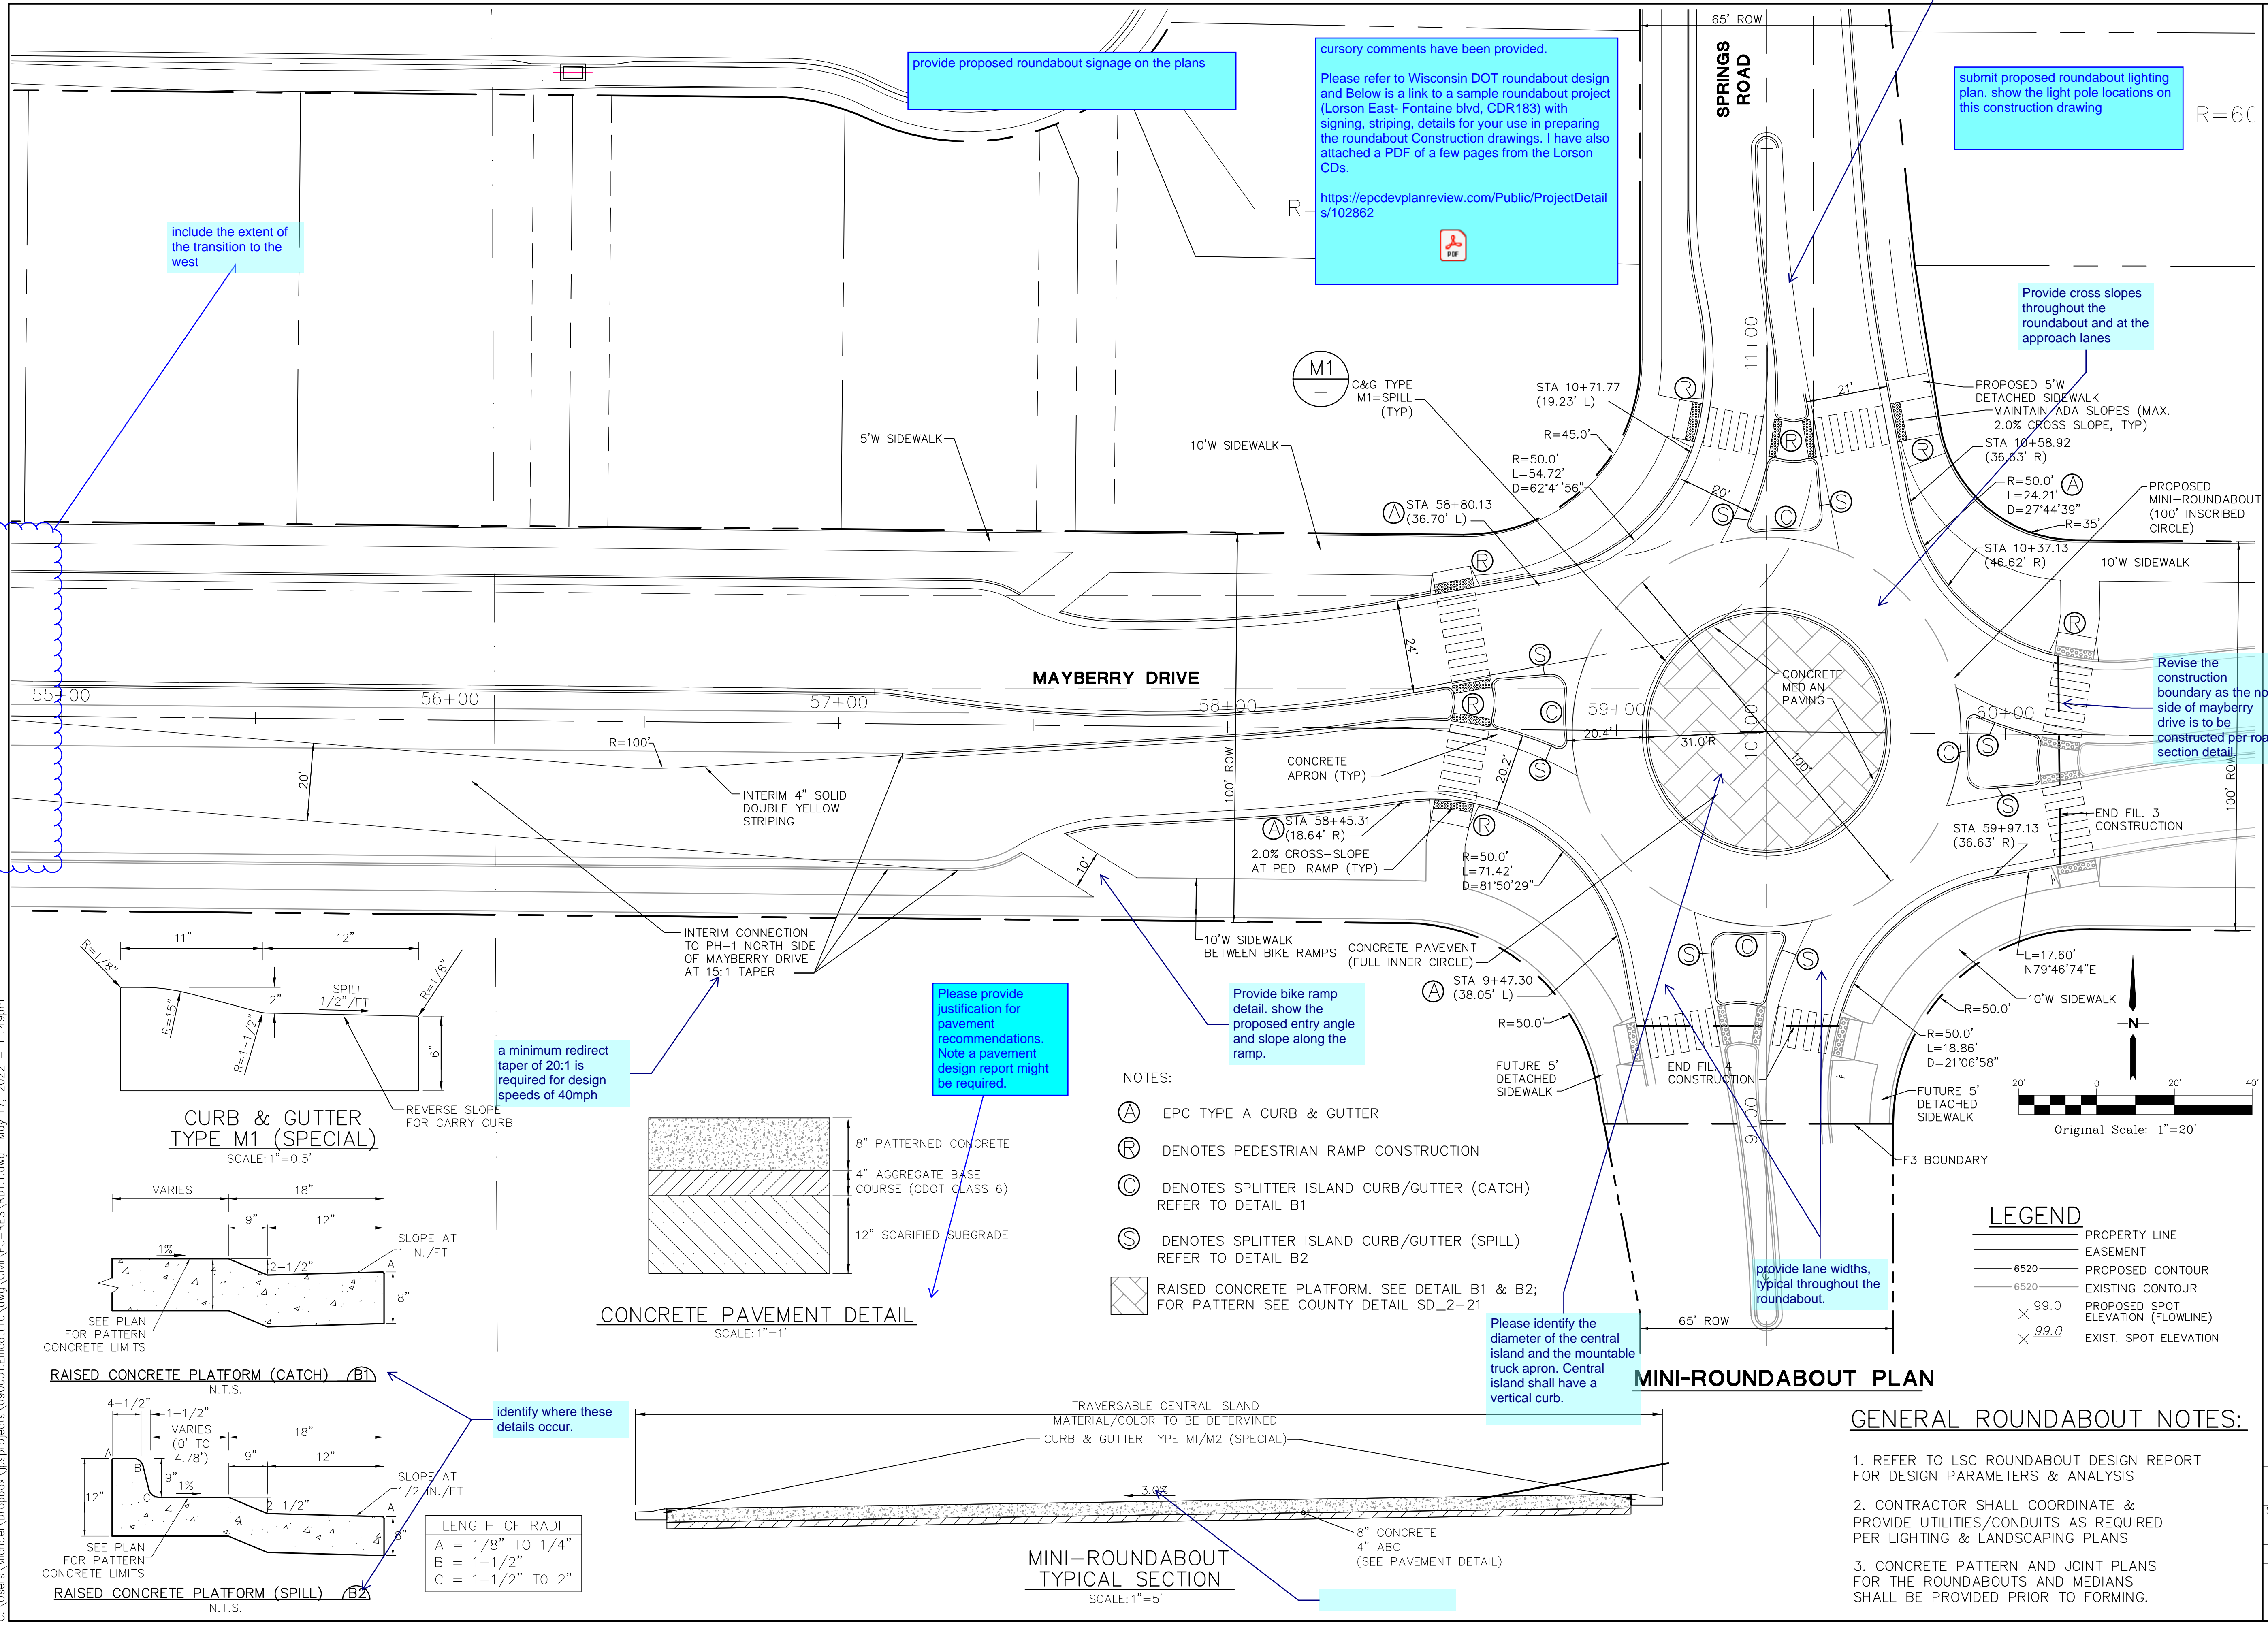 65' ROW
SPRINGS
ROAD
provide proposed roundabout signage on the plans
cursory comments have been provided.
Please refer to Wisconsin DOT roundabout design
and Below is a link to a sample roundabout project
(Lorson East- Fontaine blvd, CDR183) with
signing, striping, details for your use in preparing
the roundabout Construction drawings. I have also
attached a PDF of a few pages from the Lorson
CDs.
https://epcdevplanreview.com/Public/ProjectDetail
s/102862
PDF
submit proposed roundabout lighting
plan. show the light pole locations on
this construction drawing
R=60
R=
include the extent of
the transition to the
west
Provide cross slopes
throughout the
roundabout and at the
approach lanes
11+00
M1
C&G TYPE
M1=SPILL
(TYP)
STA 10+71.77
(19.23' L)
R
21'
PROPOSED 5'W
DETACHED SIDEWALK
MAINTAIN ADA SLOPES (MAX.
2.0% CROSS SLOPE, TYP)
5'W SIDEWALK
10'W SIDEWALK
R=45.0'
R
R
STA 10+58.92
(36.63' R)
R=50.0'
L=54.72'
D=62°41'56"
20'
S
S
C
R=50.0'
L=24.21'
D=27°44'39"
A
R=35'
PROPOSED
MINI-ROUNDABOUT
(100' INSCRIBED
CIRCLE)
A
STA 58+80.13
(36.70' L)
R
STA 10+37.13
(46.62' R)
10'W SIDEWALK
R
24'
S
MAYBERRY DRIVE
CONCRETE
MEDIAN
PAVING
Revise the
construction
boundary as the no
side of mayberry
drive is to be
constructed per roa
section detail.
55+00
56+00
57+00
58+00
59+00
60+00
10+00
R
C
C
S
20.4'
31.0'R
100'
R=100'
20'
CONCRETE
APRON (TYP)
20.2'
S
S
100' ROW
100' ROW
INTERIM 4" SOLID
DOUBLE YELLOW
STRIPING
A
STA 58+45.31
(18.64' R)
R
2.0% CROSS-SLOPE
AT PED. RAMP (TYP)
R=50.0'
L=71.42'
D=81°50'29"
END FIL. 3
CONSTRUCTION
STA 59+97.13
(36.63' R)
10'
INTERIM CONNECTION
TO PH-1 NORTH SIDE
OF MAYBERRY DRIVE
AT 15:1 TAPER
10'W SIDEWALK
BETWEEN BIKE RAMPS
CONCRETE PAVEMENT
(FULL INNER CIRCLE)
S
C
S
A
STA 9+47.30
(38.05' L)
L=17.60'
N79°46'74"E
10'W SIDEWALK
R=50.0'
R=50.0'
R=50.0'
L=18.86'
D=21°06'58"
N
Please provide
justification for
pavement
recommendations.
Note a pavement
design report might
be required.
Provide bike ramp
detail. show the
proposed entry angle
and slope along the
ramp.
a minimum redirect
taper of 20:1 is
required for design
speeds of 40mph
FUTURE 5'
DETACHED
SIDEWALK
END FIL. 4
CONSTRUCTION
9+00
FUTURE 5'
DETACHED
SIDEWALK
F3 BOUNDARY
20'
0
20'
40'
Original Scale: 1"=20'
R=1/8"
11"
12"
R=15"
2"
SPILL
1/2"/FT
R=1/8"
R=1-1/2"
6"
REVERSE SLOPE
FOR CARRY CURB
CURB & GUTTER
TYPE M1 (SPECIAL)
SCALE: 1"=0.5'
8" PATTERNED CONCRETE
4" AGGREGATE BASE
COURSE (CDOT CLASS 6)
12" SCARIFIED SUBGRADE
CONCRETE PAVEMENT DETAIL
SCALE: 1"=1'
NOTES:
A EPC TYPE A CURB & GUTTER
R DENOTES PEDESTRIAN RAMP CONSTRUCTION
C DENOTES SPLITTER ISLAND CURB/GUTTER (CATCH)
REFER TO DETAIL B1
S DENOTES SPLITTER ISLAND CURB/GUTTER (SPILL)
REFER TO DETAIL B2
RAISED CONCRETE PLATFORM. SEE DETAIL B1 & B2;
FOR PATTERN SEE COUNTY DETAIL SD_2-21
VARIES
18"
9"
12"
SLOPE AT
1 IN./FT
1%
2-1/2"
A
1'
8"
SEE PLAN
FOR PATTERN
CONCRETE LIMITS
RAISED CONCRETE PLATFORM (CATCH) B1
N.T.S.
4-1/2"
1-1/2"
VARIES
(0' TO
4.78')
18"
9"
12"
A
B
C
9"
12"
1%
2-1/2"
SLOPE AT
1/2 IN./FT
A
8"
SEE PLAN
FOR PATTERN
CONCRETE LIMITS
RAISED CONCRETE PLATFORM (SPILL) B2
N.T.S.
LENGTH OF RADII
A = 1/8" TO 1/4"
B = 1-1/2"
C = 1-1/2" TO 2"
identify where these
details occur.
TRAVERSABLE CENTRAL ISLAND
MATERIAL/COLOR TO BE DETERMINED
CURB & GUTTER TYPE M1/M2 (SPECIAL)
3.0%
8" CONCRETE
4" ABC
(SEE PAVEMENT DETAIL)
MINI-ROUNDABOUT
TYPICAL SECTION
SCALE: 1"=5'
Please identify the
diameter of the central
island and the mountable
truck apron. Central
island shall have a
vertical curb.
provide lane widths,
typical throughout the
roundabout.
65' ROW
MINI-ROUNDABOUT PLAN
LEGEND
PROPERTY LINE
EASEMENT
6520 PROPOSED CONTOUR
6520 EXISTING CONTOUR
99.0 PROPOSED SPOT
ELEVATION (FLOWLINE)
99.0 EXIST. SPOT ELEVATION
GENERAL ROUNDABOUT NOTES:
1. REFER TO LSC ROUNDABOUT DESIGN REPORT
FOR DESIGN PARAMETERS & ANALYSIS
2. CONTRACTOR SHALL COORDINATE &
PROVIDE UTILITIES/CONDUITS AS REQUIRED
PER LIGHTING & LANDSCAPING PLANS
3. CONCRETE PATTERN AND JOINT PLANS
FOR THE ROUNDABOUTS AND MEDIANS
SHALL BE PROVIDED PRIOR TO FORMING.